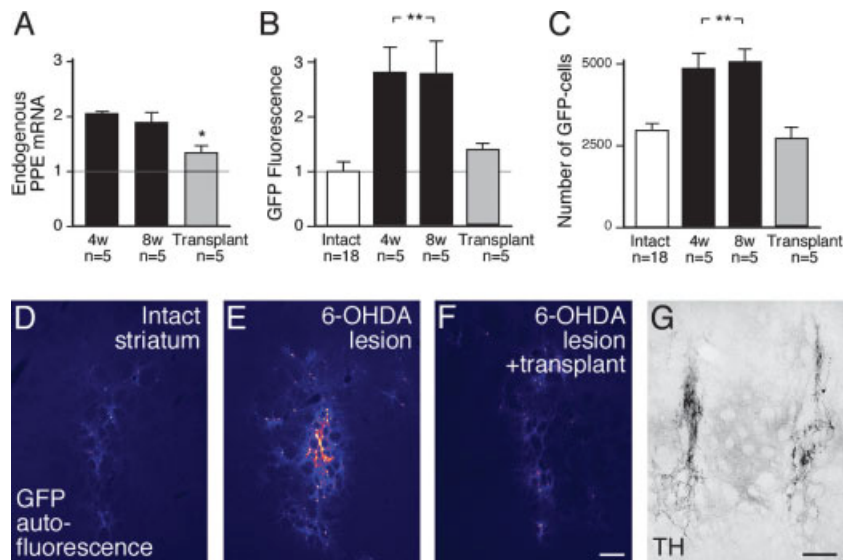 A
Endogenous
PPE mRNA
3
2
1
0
*
4w
n=5
8w
n=5
Transplant
n=5
B
GFP Fluorescence
3
2
1
0
**
Intact
n=18
4w
n=5
8w
n=5
Transplant
n=5
C
Number of GFP-cells
5000
2500
0
**
Intact
n=18
4w
n=5
8w
n=5
Transplant
n=5
D
Intact
striatum
GFP
auto-
fluorescence
E
6-OHDA
lesion
F
6-OHDA
lesion
+transplant
G
TH